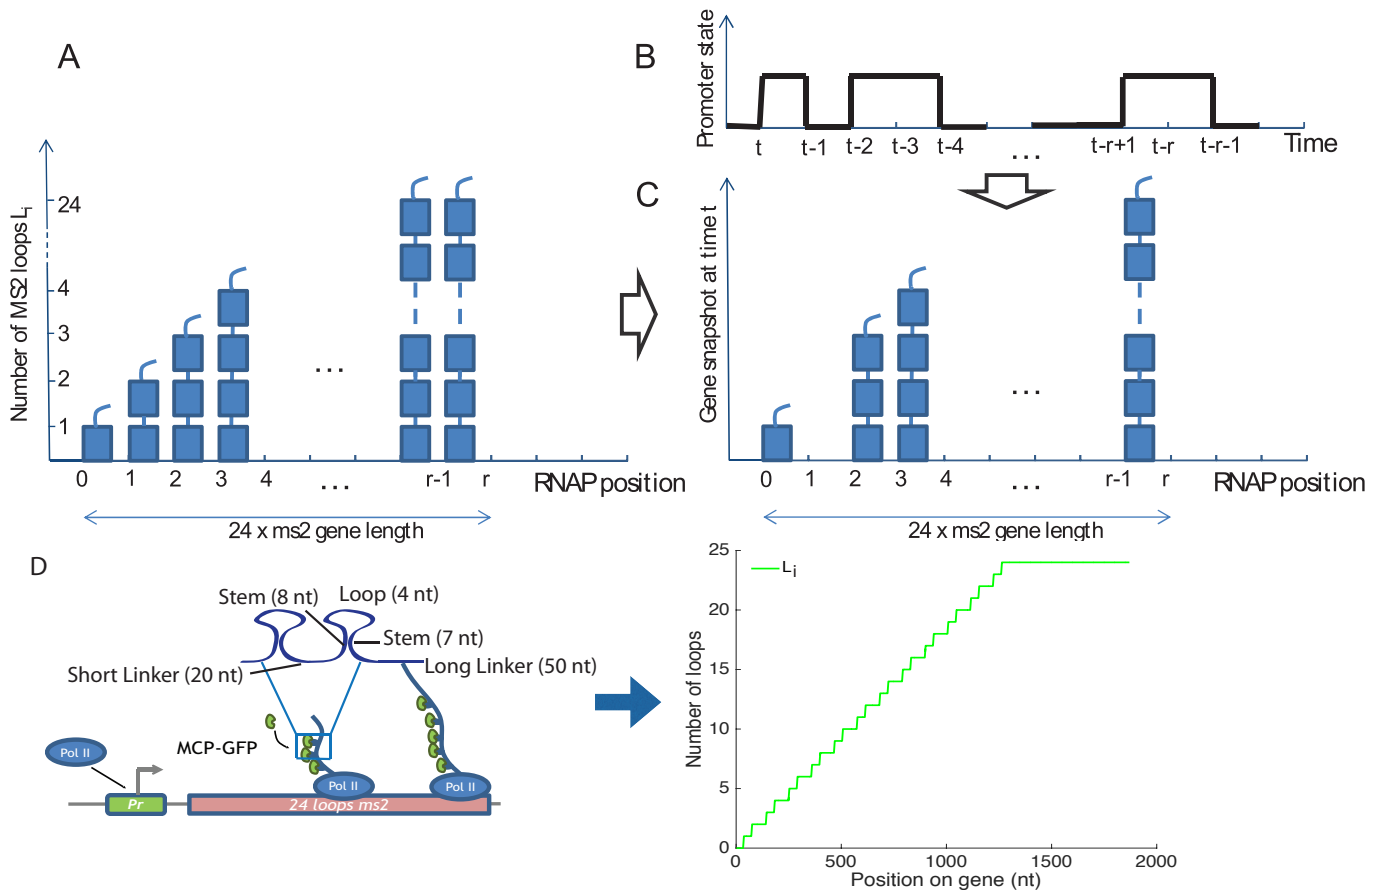 A
Number of MS2 loops Li
24
4
3
2
1
...
0 1 2 3 4 ... r-1 r RNAP position
24 x ms2 gene length
B
Promoter state
t t-1 t-2 t-3 t-4 ... t-r+1 t-r t-r-1 Time
C
Gene snapshot at time t
...
0 1 2 3 4 ... r-1 r RNAP position
24 x ms2 gene length
D
Stem (8 nt)
Loop (4 nt)
Stem (7 nt)
Short Linker (20 nt)
Long Linker (50 nt)
MCP-GFP
Pol II
Pol II
Pol II
Pr
24 loops ms2
Number of loops
25
20
15
10
5
0
Li
0 500 1000 1500 2000
Position on gene (nt)